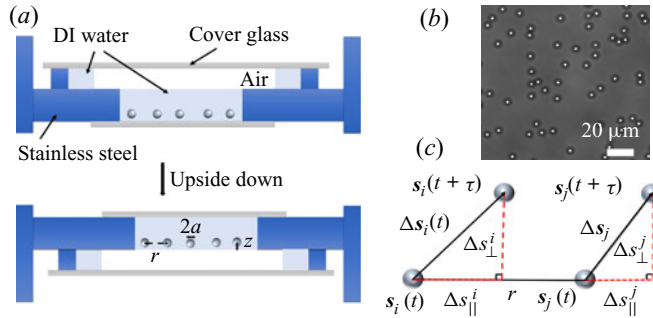 (a)
DI water
Cover glass
Air
Stainless steel
Upside down
2a
r
z
(b)
20 μm
(c)
s_i(t + τ)
s_j(t + τ)
Δs_i(t)
Δs_⊥^i
Δs_j
Δs_⊥^j
s_i(t)
Δs_||^i
r
s_j(t)
Δs_||^j